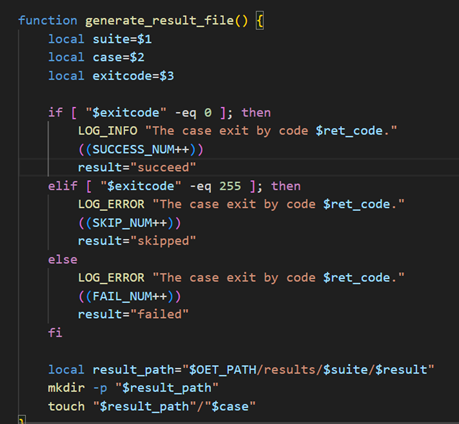 function generate_result_file() {
    local suite=$1
    local case=$2
    local exitcode=$3

    if [ "$exitcode" -eq 0 ]; then
        LOG_INFO "The case exit by code $ret_code."
        ((SUCCESS_NUM++))
        result="succeed"
    elif [ "$exitcode" -eq 255 ]; then
        LOG_ERROR "The case exit by code $ret_code."
        ((SKIP_NUM++))
        result="skipped"
    else
        LOG_ERROR "The case exit by code $ret_code."
        ((FAIL_NUM++))
        result="failed"
    fi

    local result_path="$OET_PATH/results/$suite/$result"
    mkdir -p "$result_path"
    touch "$result_path"/"$case"
}